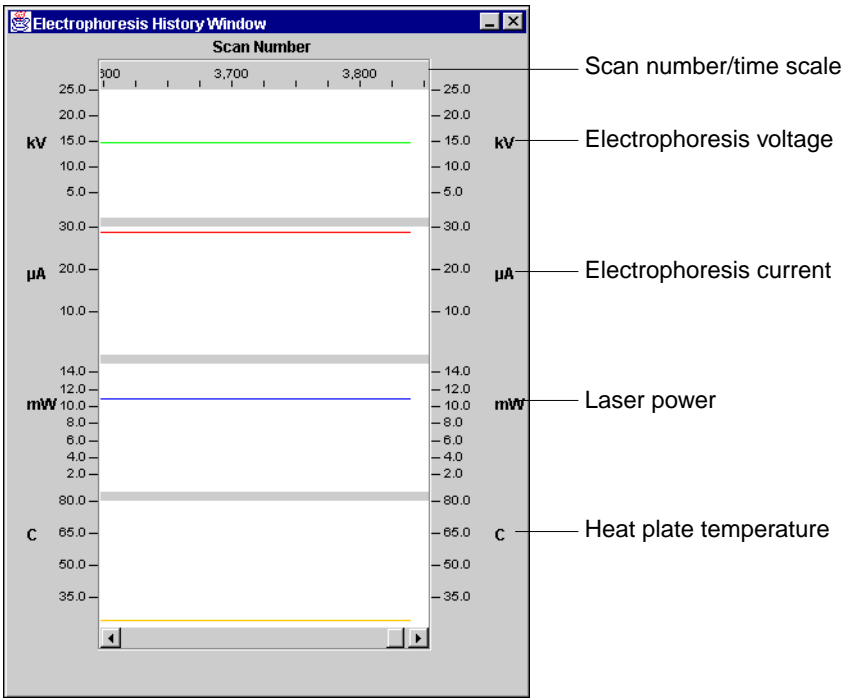 Electrophoresis History Window
Scan Number
3,700 3,800
Scan number/time scale
25.0 25.0
20.0 20.0
kV 15.0 15.0 kV Electrophoresis voltage
10.0 10.0
5.0 5.0
30.0 30.0
µA 20.0 20.0 µA Electrophoresis current
10.0 10.0
14.0 14.0
12.0 12.0
mW 10.0 10.0 mW Laser power
8.0 8.0
6.0 6.0
4.0 4.0
2.0 2.0
80.0 80.0
C 65.0 65.0 C Heat plate temperature
50.0 50.0
35.0 35.0